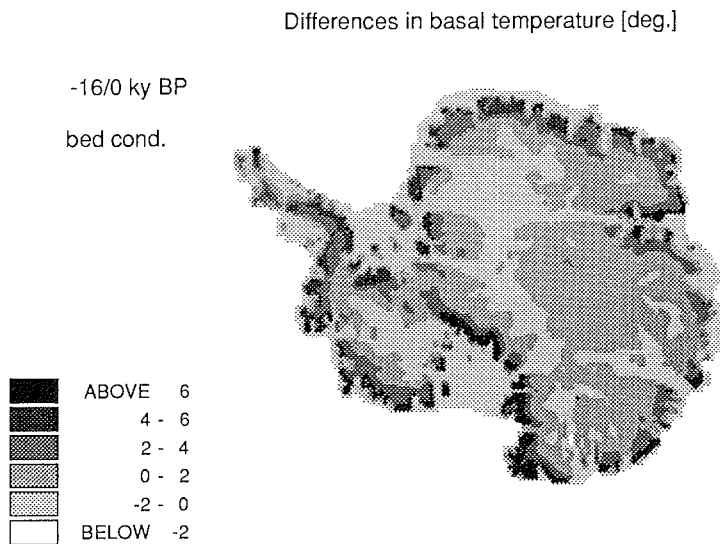 Differences in basal temperature [deg.]
-16/0 ky BP
bed cond.
ABOVE 6
4 - 6
2 - 4
0 - 2
-2 - 0
BELOW -2